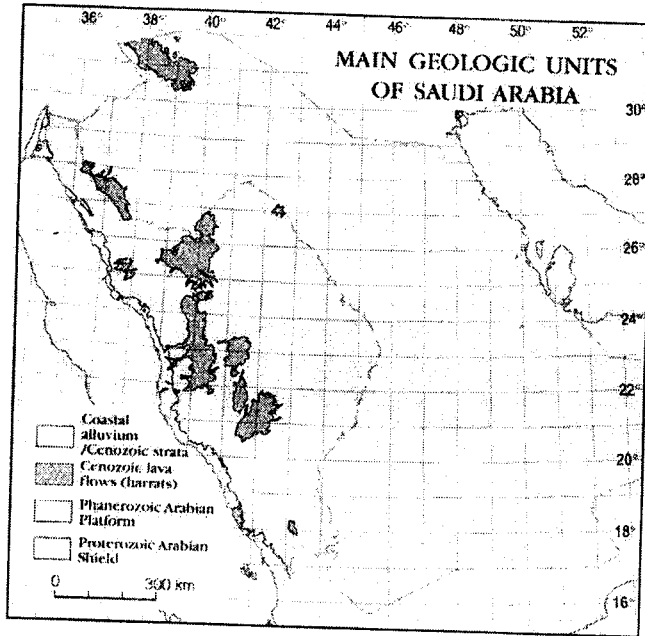 36° 38° 40° 42° 44° 46° 48° 50° 52°
MAIN GEOLOGIC UNITS
OF SAUDI ARABIA
30°
28°
26°
24°
22°
20°
18°
16°
Coastal
alluvium
/Cenozoic strata
Cenozoic lava
flows (harrats)
Phanerozoic Arabian
Platform
Proterozoic Arabian
Shield
0 300 km